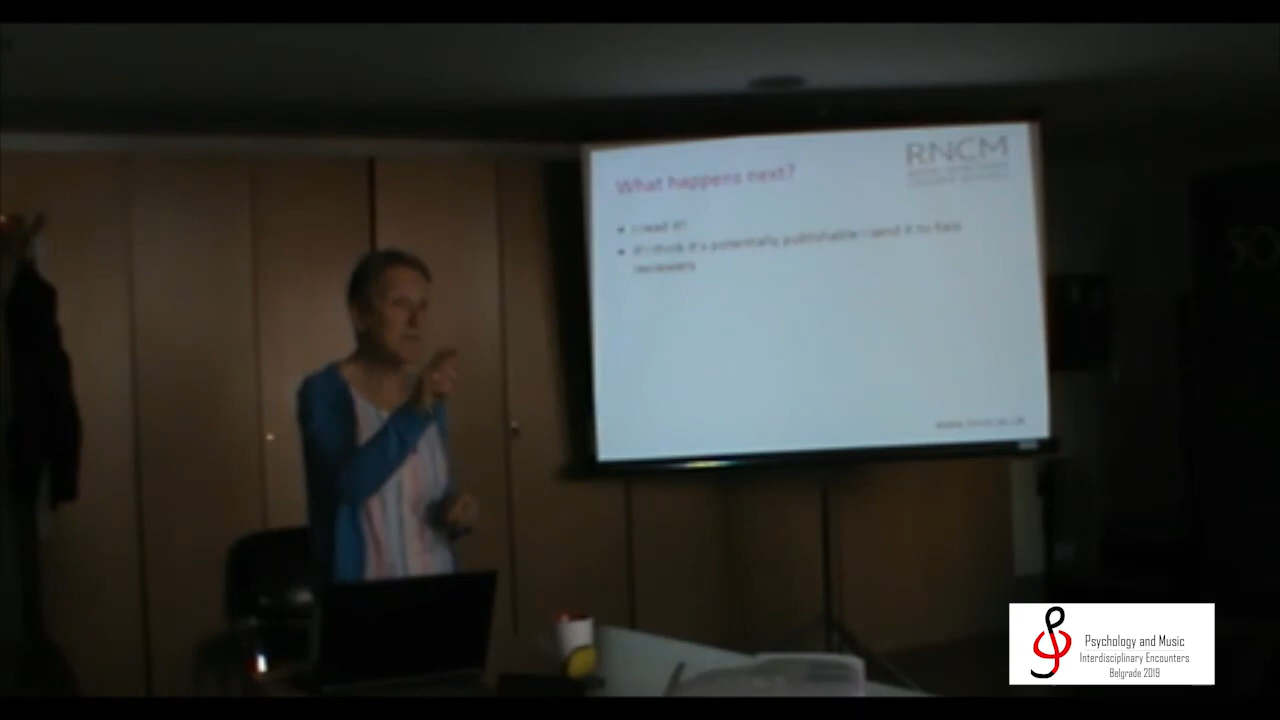 RNCM
What happens next?
• I read it!
• If I think it's potentially publishable I send it to two
reviewers
Psychology and Music
Interdisciplinary Encounters
Belgrade 2019